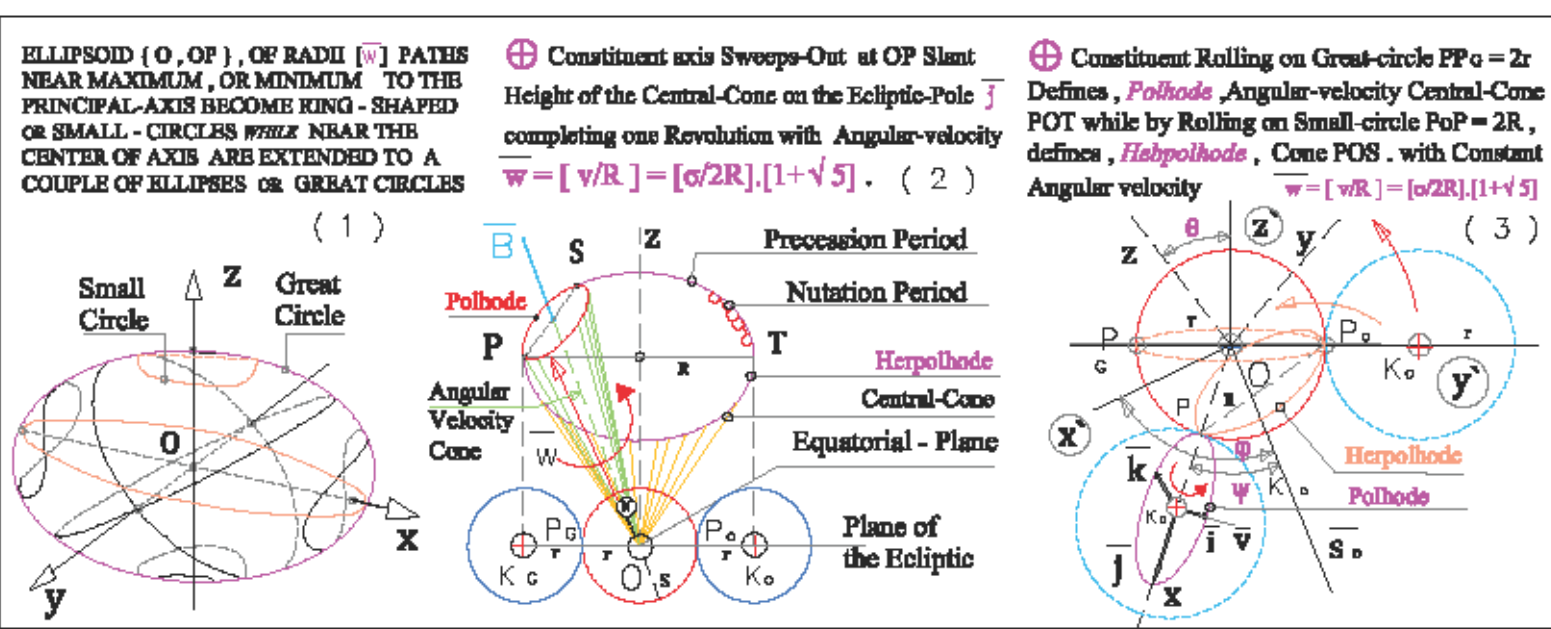 ELLIPSOID { O , OP } , OF RADII [w̅] PATHS
NEAR MAXIMUM , OR MINIMUM TO THE
PRINCIPAL-AXIS BECOME RING - SHAPED
OR SMALL - CIRCLES WHILE NEAR THE
CENTER OF AXIS ARE EXTENDED TO A
COUPLE OF ELLIPSES OR GREAT CIRCLES
( 1 )
Small
Circle
z
Great
Circle
O
x
y
⊕ Constituent axis Sweeps-Out at OP Slant
Height of the Central-Cone on the Ecliptic-Pole j̅
completing one Revolution with Angular-velocity
w̅ = [ v/R ] = [σ/2R].[1+√ 5] . ( 2 )
B̅
S
Z
Precession Period
Polhode
Nutation Period
P
T
R
Herpolhode
Angular
Velocity
Cone
Central-Cone
w̅
Equatorial - Plane
M
P G
P o
r
r
r
O
K G
S
K o
Plane of
the Ecliptic
⊕ Constituent Rolling on Great-circle PP G = 2r
Defines , Polhode ,Angular-velocity Central-Cone
POT while by Rolling on Small-circle PoP = 2R ,
defines , Hebpolhode , Cone POS . with Constant
Angular velocity w̅ = [ v/R ] = [σ/2R].[1+√ 5]
( 3 )
θ
z`
z
y
P G
r
P o
r
K o
O
y`
P
R
x`
Herpolhode
φ
ψ
K o
Polhode
k̅
K o
i̅
v̅
j̅
x
S̅ o